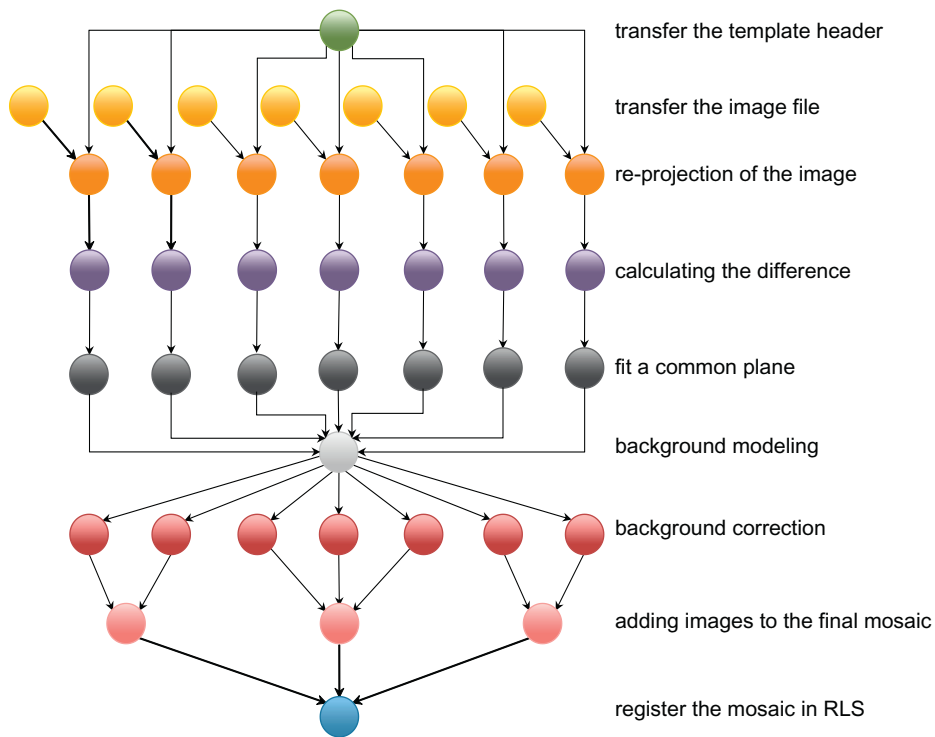 transfer the template header
transfer the image file
re-projection of the image
calculating the difference
fit a common plane
background modeling
background correction
adding images to the final mosaic
register the mosaic in RLS